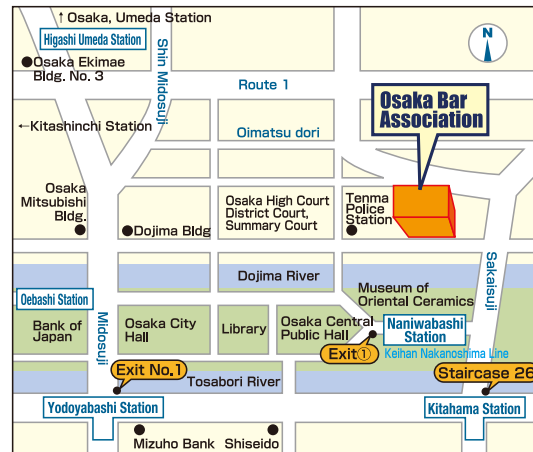 ↑Osaka, Umeda Station
Higashi Umeda Station
Osaka Ekimae
Bldg. No. 3
Shin Midosuji
N
Route 1
Osaka Bar
Association
←Kitashinchi Station
Oimatsu dori
Osaka
Mitsubishi
Bldg.
Dojima Bldg
Osaka High Court
District Court,
Summary Court
Tenma
Police
Station
Sakaisuji
Dojima River
Museum of
Oriental Ceramics
Oebashi Station
Bank of
Japan
Midosuji
Osaka City
Hall
Library
Osaka Central
Public Hall
Naniwabashi
Station
Exit①
Keihan Nakanoshima Line
Exit No.1
Tosabori River
Staircase 26
Yodoyabashi Station
Kitahama Station
Mizuho Bank
Shiseido